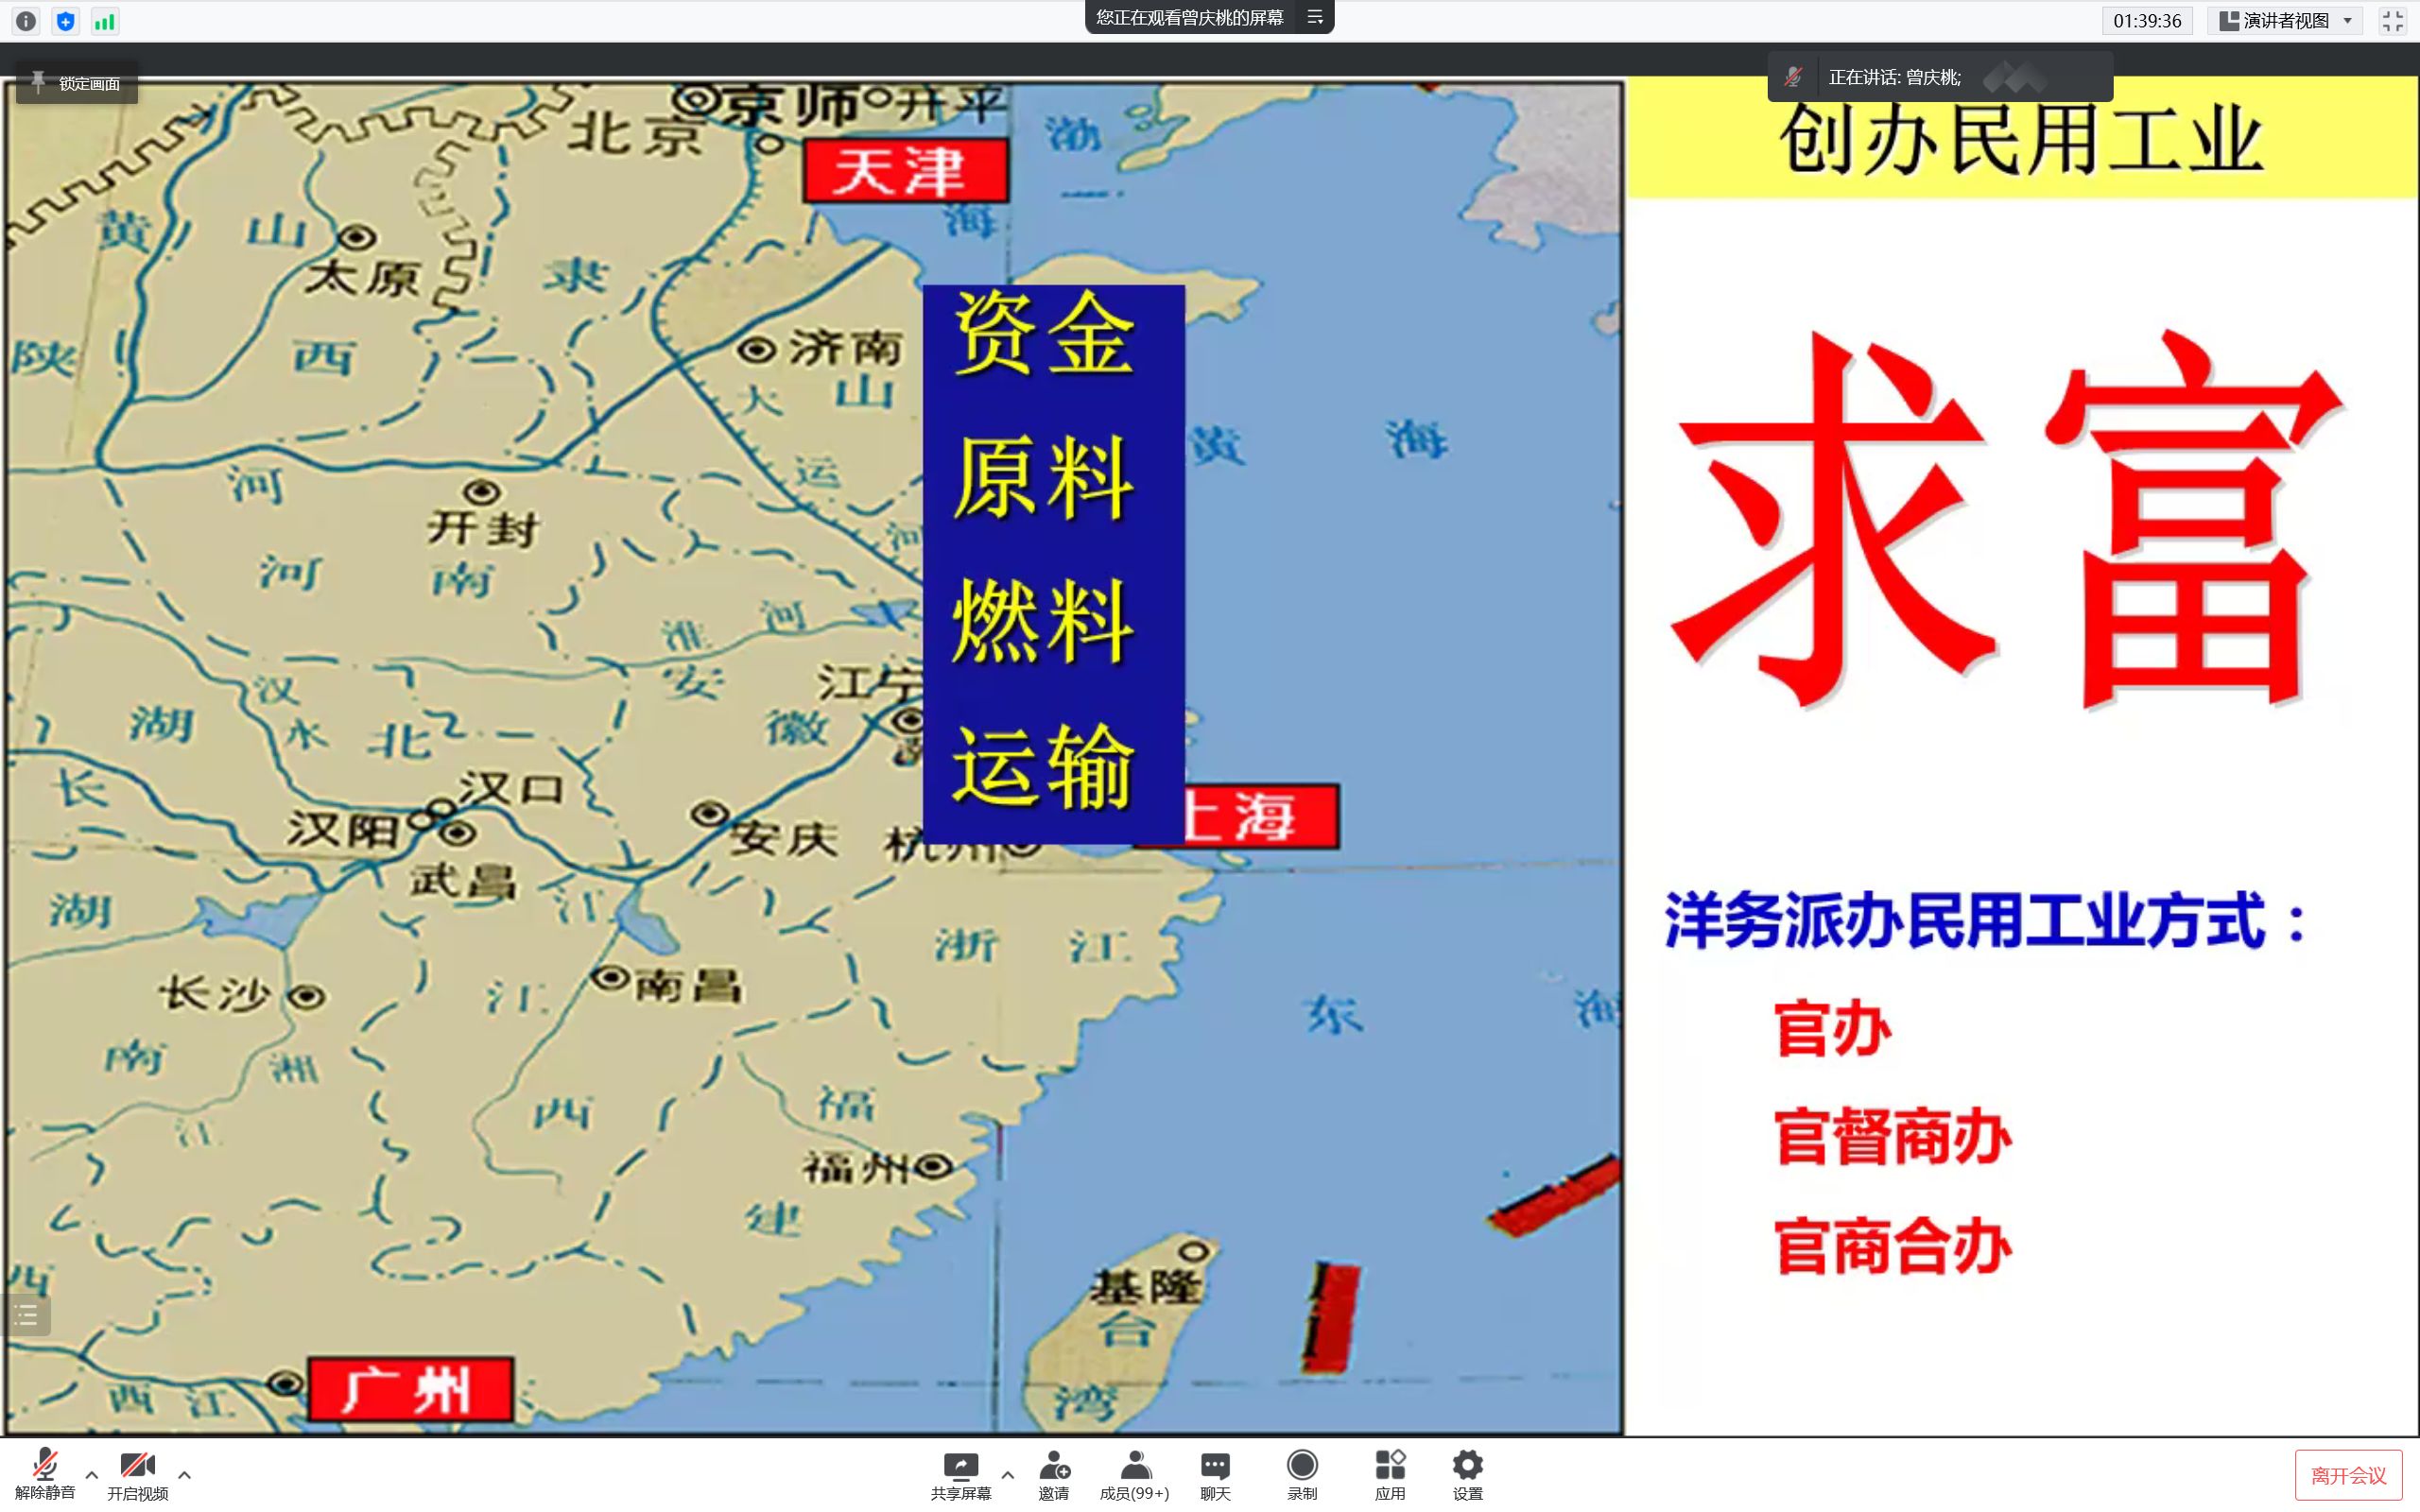 您正在观看曾庆桃的屏幕
01:39:36
演讲者视图
锁定画面
正在讲话: 曾庆桃;
创办民用工业
求富
洋务派办民用工业方式：
官办
官督商办
官商合办
资金
原料
燃料
运输
京师
开平
北京
天津
渤
海
黄
山
太原
隶
陕
西
济南
大
山
运
河
黄
海
河
开封
河
南
淮
河
江宁
安
徽
汉
水
湖
北
长
汉口
汉阳
武昌
安庆
杭州
上海
湖
江
浙
江
长沙
南昌
江
东
海
南
湘
西
福
江
福州
建
基隆
台
湾
广州
西
江
解除静音
开启视频
共享屏幕
邀请
成员(99+)
聊天
录制
应用
设置
离开会议